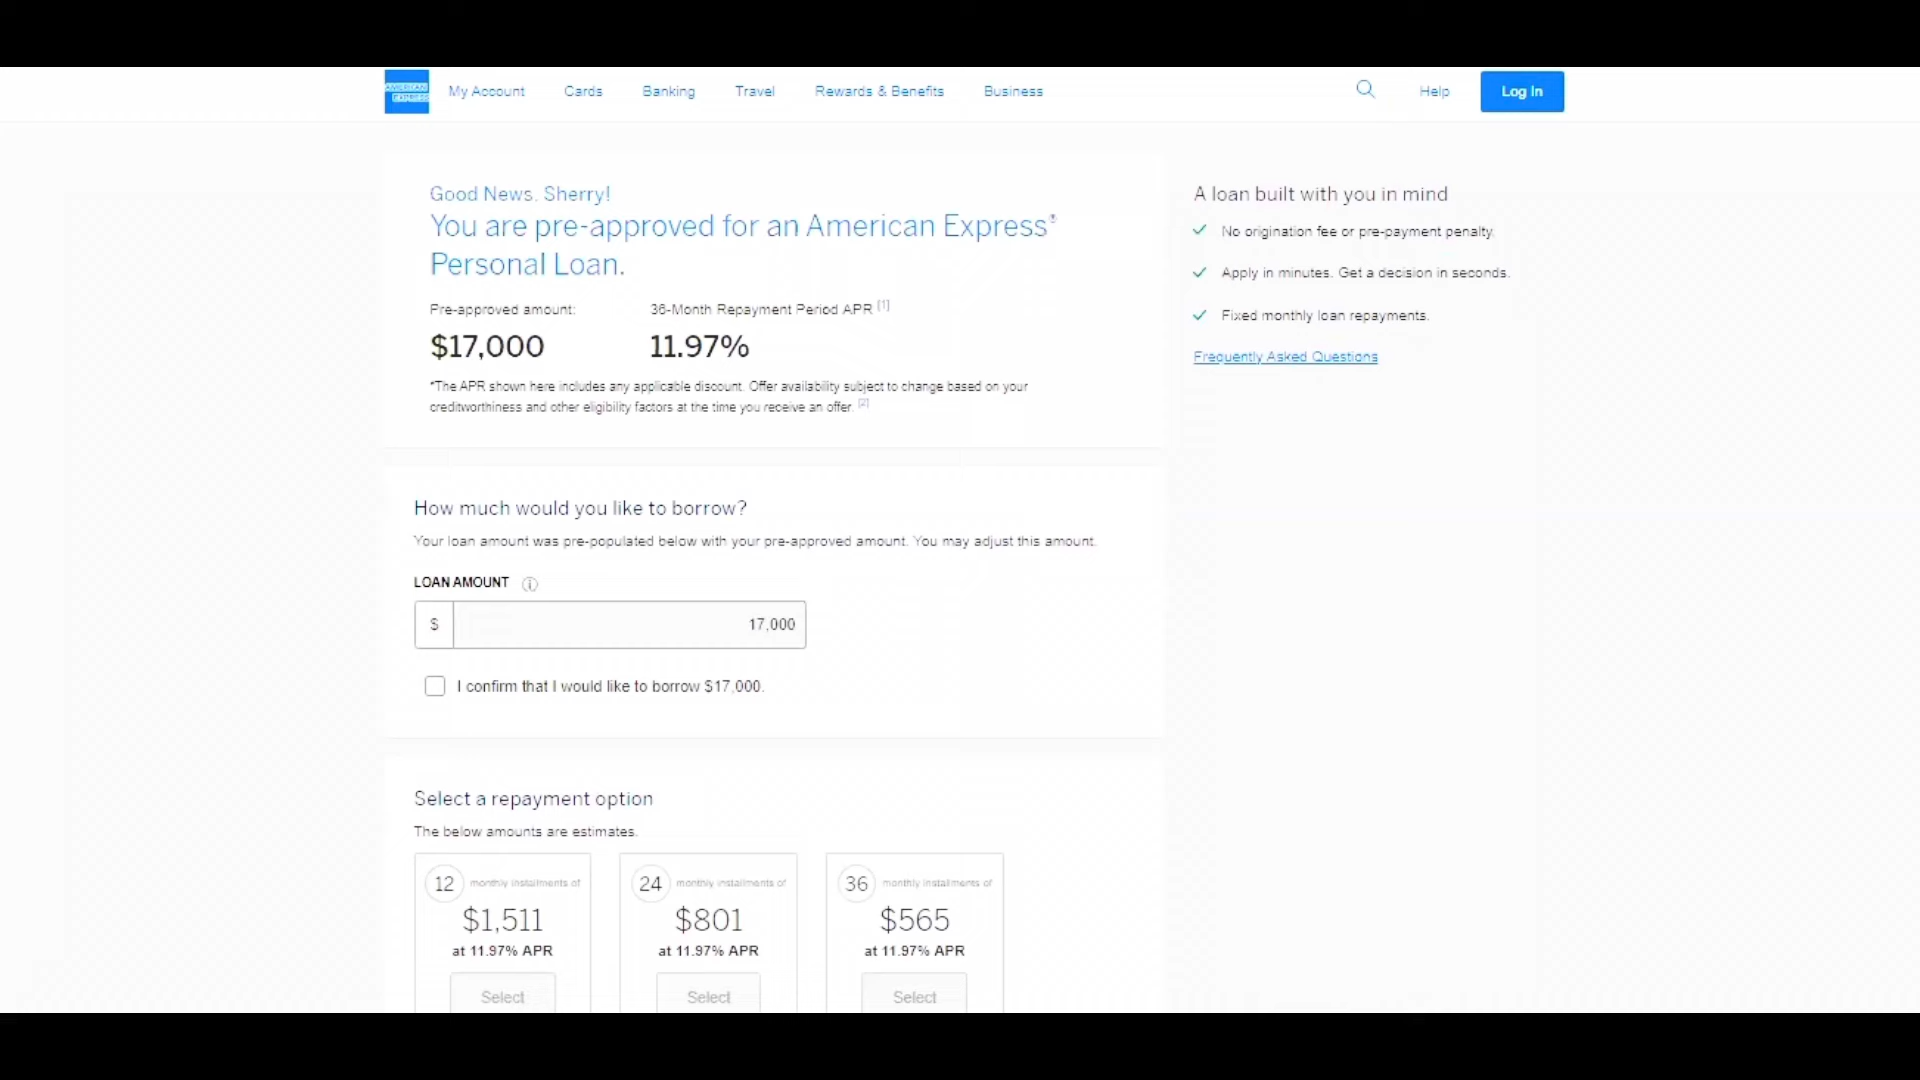 AMERICAN
EXPRESS
My Account Cards Banking Travel Rewards & Benefits Business Help Log In
Good News. Sherry!
You are pre-approved for an American Express®
Personal Loan.
Pre-approved amount: 36-Month Repayment Period APR [1]
$17,000 11.97%
*The APR shown here includes any applicable discount. Offer availability subject to change based on your
creditworthiness and other eligibility factors at the time you receive an offer. [2]
A loan built with you in mind
No origination fee or pre-payment penalty.
Apply in minutes. Get a decision in seconds.
Fixed monthly loan repayments.
Frequently Asked Questions
How much would you like to borrow?
Your loan amount was pre-populated below with your pre-approved amount. You may adjust this amount.
LOAN AMOUNT i
$ 17,000
I confirm that I would like to borrow $17,000.
Select a repayment option
The below amounts are estimates.
12 monthly installments of
$1,511
at 11.97% APR
Select
24 monthly installments of
$801
at 11.97% APR
Select
36 monthly installments of
$565
at 11.97% APR
Select